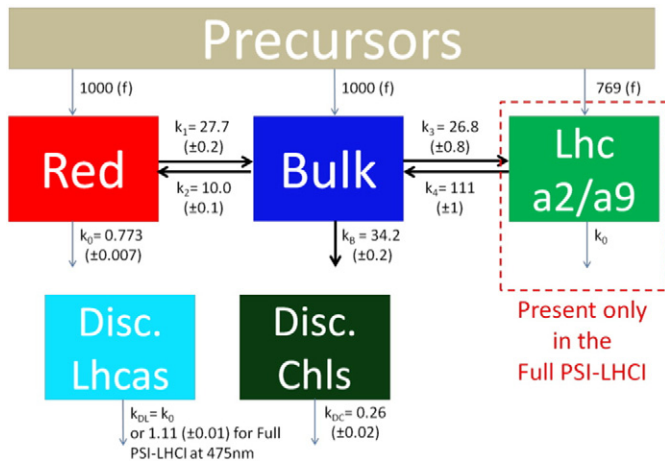 Precursors
1000 (f)
1000 (f)
769 (f)
Red
k₁= 27.7
(±0.2)
k₂= 10.0
(±0.1)
Bulk
k₃= 26.8
(±0.8)
k₄= 111
(±1)
Lhc
a2/a9
k₀= 0.773
(±0.007)
k_B= 34.2
(±0.2)
k₀
Present only
in the
Full PSI-LHCI
Disc.
Lhcas
Disc.
Chls
k_DL= k₀
or 1.11 (±0.01) for Full
PSI-LHCI at 475nm
k_DC= 0.26
(±0.02)